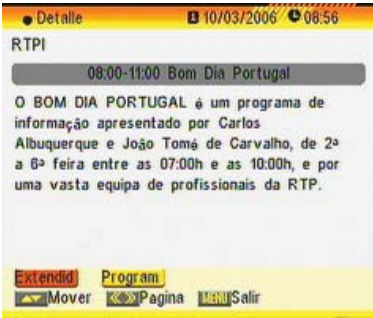 Detalle 10/03/2006 08:56
RTPI
08:00-11:00 Bom Dia Portugal
O BOM DIA PORTUGAL é um programa de
informação apresentado por Carlos
Albuquerque e João Tomé de Carvalho, de 2ª
a 6ª feira entre as 07:00h e as 10:00h, e por
uma vasta equipa de profissionais da RTP.
Extendid Program
Mover Pagina MENU Salir